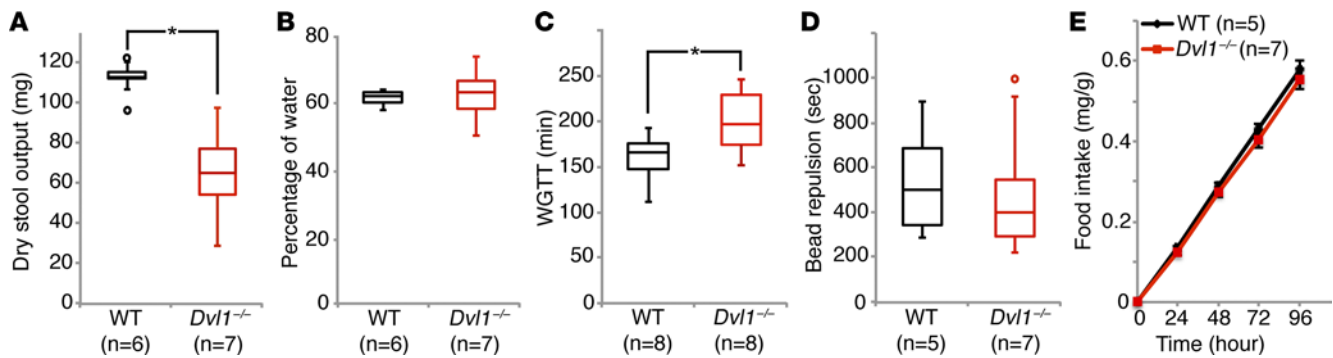 A
Dry stool output (mg)
120
100
80
60
40
20
0
*
WT
(n=6)
Dvl1⁻/⁻
(n=7)
B
Percentage of water
80
60
40
20
0
WT
(n=6)
Dvl1⁻/⁻
(n=7)
C
WGTT (min)
250
200
150
100
50
0
*
WT
(n=8)
Dvl1⁻/⁻
(n=8)
D
Bead repulsion (sec)
1000
800
600
400
200
0
WT
(n=5)
Dvl1⁻/⁻
(n=7)
E
WT (n=5)
Dvl1⁻/⁻(n=7)
Food intake (mg/g)
0.6
0.4
0.2
0
0 24 48 72 96
Time (hour)